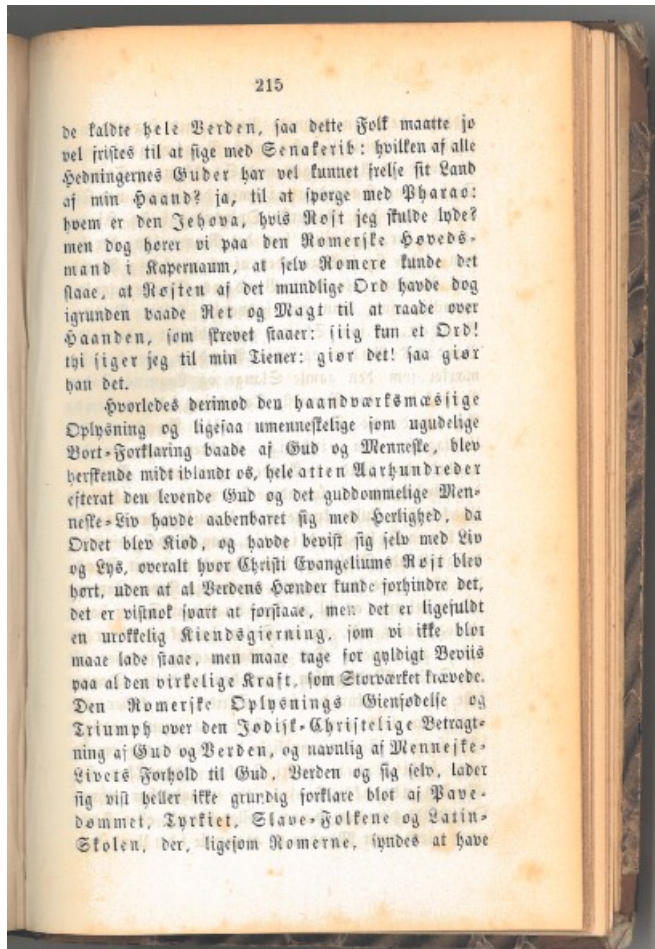 215
de kaldte hele Verden, saa dette Folk maatte jo
vel fristes til at sige med Senakerib: hvilken af alle
Hedningernes Guder har vel kunnet frelse sit Land
af min Haand? ja, til at spørge med Pharao:
hvem er den Jehova, hvis Røst jeg skulde lyde?
men dog hører vi paa den Romerske Høveds-
mand i Kapernaum, at selv Romere kunde det
slaae, at Røsten af det mundlige Ord havde dog
igrunden baade Ret og Magt til at raade over
Haanden, som skrevet staaer: siig kun et Ord!
thi siger jeg til min Tiener: giør det! saa giør
han det.
Hvorledes derimod den haandværksmæssige
Oplysning og ligesaa umenneskelige som ugudelige
Bort-Forklaring baade af Gud og Menneske, blev
herskende midt iblandt os, hele atten Aarhundreder
efterat den levende Gud og det guddommelige Men-
neske-Liv havde aabenbaret sig med Herlighed, da
Ordet blev Kiød, og havde beviist sig selv med Liv
og Lys, overalt hvor Christi Evangeliums Røst blev
hørt, uden at al Verdens Hænder kunde forhindre det,
det er vistnok svært at forstaae, men det er ligefuldt
en urokkelig Kiendsgierning, som vi ikke blot
maae lade staae, men maae tage for gyldigt Beviis
paa al den virkelige Kraft, som Storværket krævede.
Den Romerske Oplysnings Gienfødelse og
Triumph over den Jødisk-Christelige Betragt-
ning af Gud og Verden, og navnlig af Menneske-
Livets Forhold til Gud, Verden og sig selv, lader
sig vist heller ikke grundig forklare blot af Pave-
dømmet, Tyrkiet, Slave-Folkene og Latin-
Skolen, der, ligesom Romerne, syndes at have